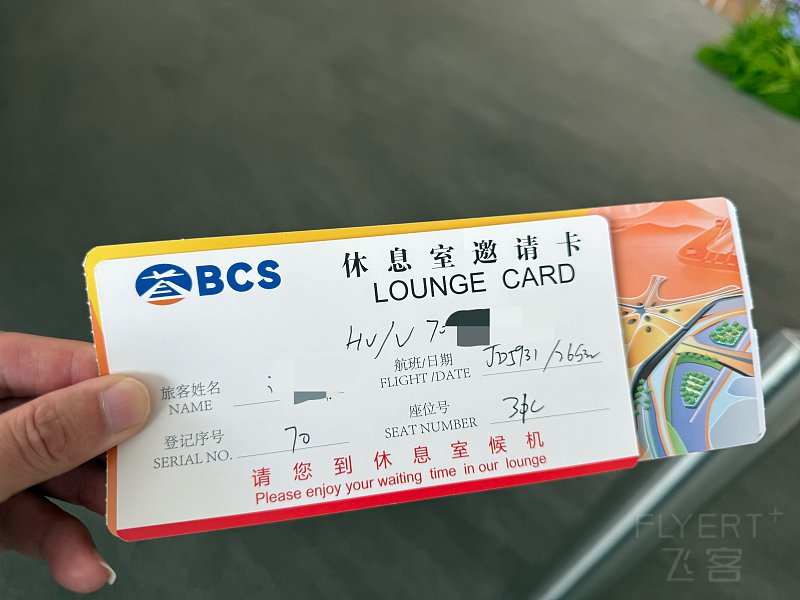 BCS
休息室邀请卡
LOUNGE CARD
HU/V 7
旅客姓名
NAME
航班/日期
FLIGHT /DATE
JD5931
登记序号
SERIAL NO.
70
座位号
SEAT NUMBER
请您到休息室候机
Please enjoy your waiting time in our lounge
FLYERT+
飞客